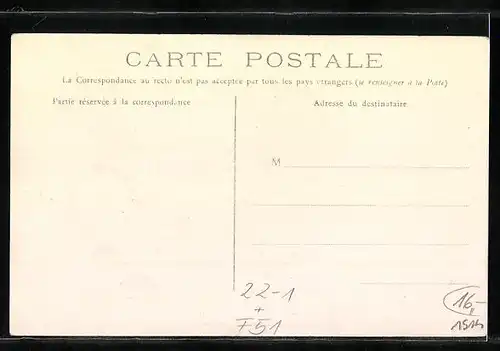 CARTE POSTALE
La Correspondance au recto n'est pas acceptée par tous les pays étrangers (se renseigner à la Poste)
Partie réservée à la correspondance
Adresse du destinataire
M
22-1
+
F51
16,-